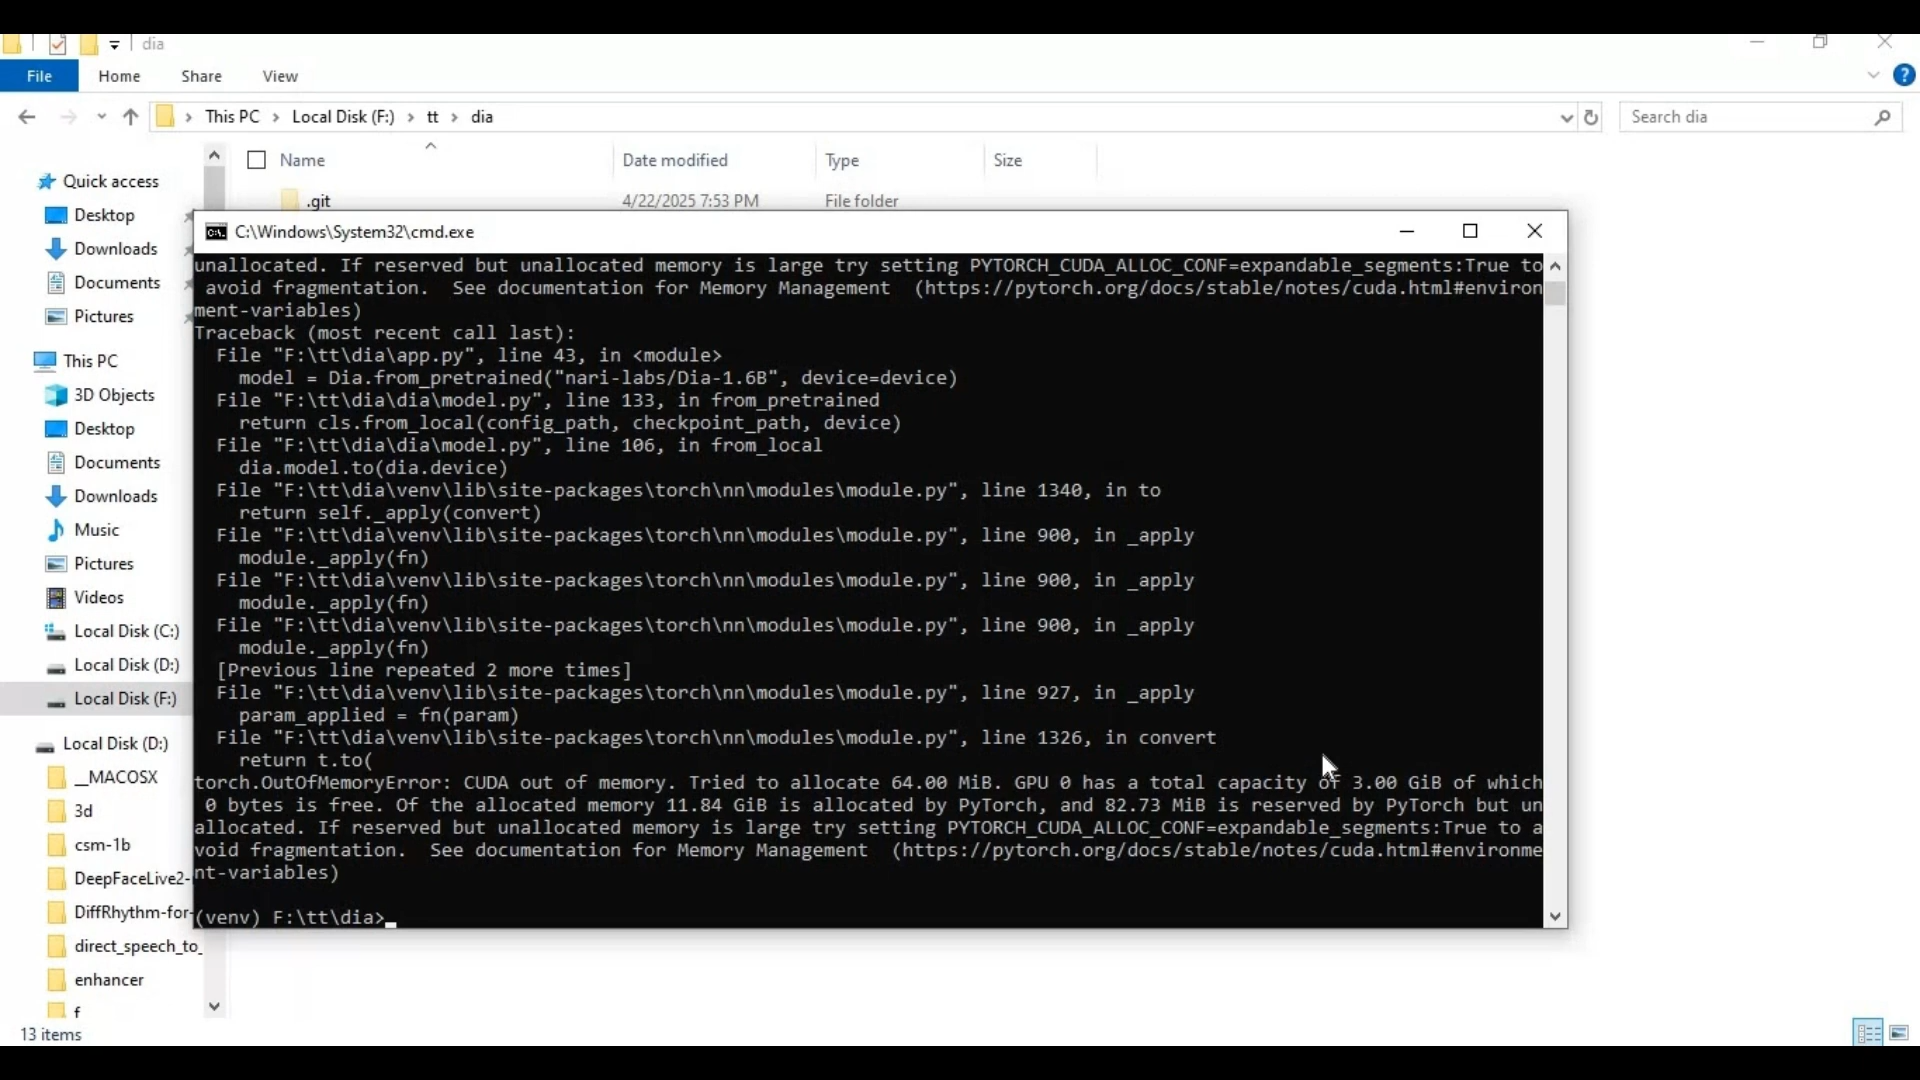 dia
File Home Share View
This PC Local Disk (F:) tt dia
Search dia
Name Date modified Type Size
.git 4/22/2025 7:53 PM File folder
Quick access
Desktop
Downloads
Documents
Pictures
This PC
3D Objects
Desktop
Documents
Downloads
Music
Pictures
Videos
Local Disk (C:)
Local Disk (D:)
Local Disk (F:)
Local Disk (D:)
__MACOSX
3d
csm-1b
DeepFaceLive2-
DiffRhythm-for-
direct_speech_to_
enhancer
f
13 items
C:\Windows\System32\cmd.exe
unallocated. If reserved but unallocated memory is large try setting PYTORCH_CUDA_ALLOC_CONF=expandable_segments:True to
avoid fragmentation.  See documentation for Memory Management  (https://pytorch.org/docs/stable/notes/cuda.html#environ
ment-variables)
Traceback (most recent call last):
  File "F:\tt\dia\app.py", line 43, in <module>
    model = Dia.from_pretrained("nari-labs/Dia-1.6B", device=device)
  File "F:\tt\dia\dia\model.py", line 133, in from_pretrained
    return cls.from_local(config_path, checkpoint_path, device)
  File "F:\tt\dia\dia\model.py", line 106, in from_local
    dia.model.to(dia.device)
  File "F:\tt\dia\venv\lib\site-packages\torch\nn\modules\module.py", line 1340, in to
    return self._apply(convert)
  File "F:\tt\dia\venv\lib\site-packages\torch\nn\modules\module.py", line 900, in _apply
    module._apply(fn)
  File "F:\tt\dia\venv\lib\site-packages\torch\nn\modules\module.py", line 900, in _apply
    module._apply(fn)
  File "F:\tt\dia\venv\lib\site-packages\torch\nn\modules\module.py", line 900, in _apply
    module._apply(fn)
  [Previous line repeated 2 more times]
  File "F:\tt\dia\venv\lib\site-packages\torch\nn\modules\module.py", line 927, in _apply
    param_applied = fn(param)
  File "F:\tt\dia\venv\lib\site-packages\torch\nn\modules\module.py", line 1326, in convert
    return t.to(
torch.OutOfMemoryError: CUDA out of memory. Tried to allocate 64.00 MiB. GPU 0 has a total capacity of 3.00 GiB of which
 0 bytes is free. Of the allocated memory 11.84 GiB is allocated by PyTorch, and 82.73 MiB is reserved by PyTorch but un
allocated. If reserved but unallocated memory is large try setting PYTORCH_CUDA_ALLOC_CONF=expandable_segments:True to a
void fragmentation.  See documentation for Memory Management  (https://pytorch.org/docs/stable/notes/cuda.html#environme
nt-variables)
(venv) F:\tt\dia>